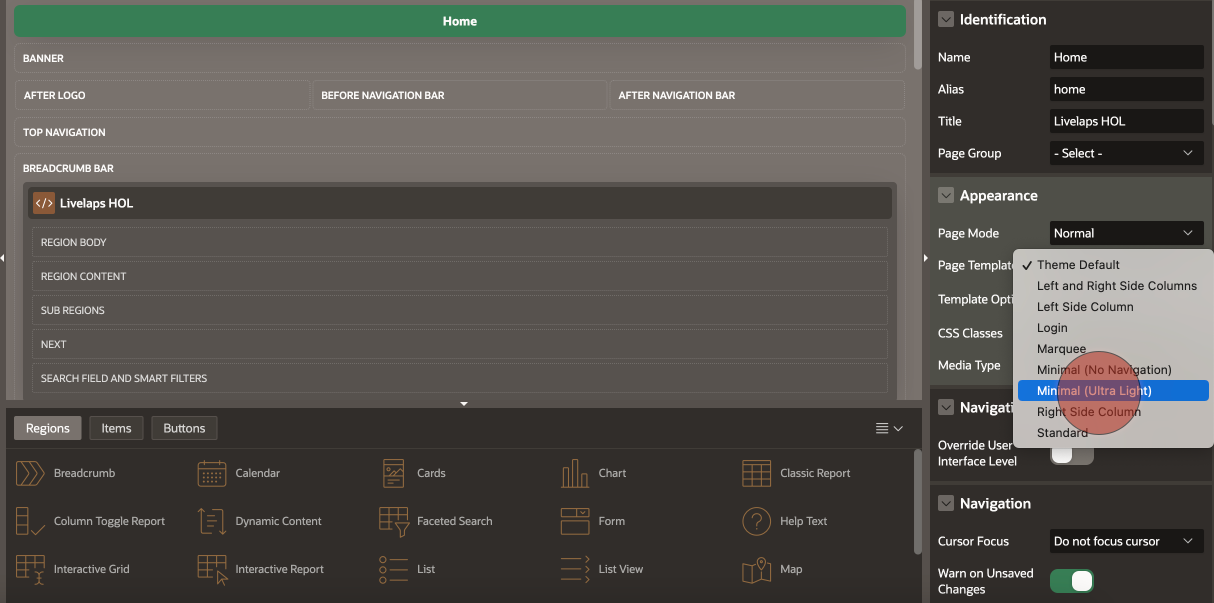 Home
BANNER
AFTER LOGO
BEFORE NAVIGATION BAR
AFTER NAVIGATION BAR
TOP NAVIGATION
BREADCRUMB BAR
</> Livelaps HOL
REGION BODY
REGION CONTENT
SUB REGIONS
NEXT
SEARCH FIELD AND SMART FILTERS
Regions
Items
Buttons
Breadcrumb
Calendar
Cards
Chart
Classic Report
Column Toggle Report
Dynamic Content
Faceted Search
Form
Help Text
Interactive Grid
Interactive Report
List
List View
Map
Identification
Name Home
Alias home
Title Livelaps HOL
Page Group - Select -
Appearance
Page Mode Normal
Page Template
Template Opti
CSS Classes
Media Type
✓ Theme Default
Left and Right Side Columns
Left Side Column
Login
Marquee
Minimal (No Navigation)
Minimal (Ultra Light)
Right Side Column
Standard
Navigati
Override User
Interface Level
Navigation
Cursor Focus Do not focus cursor
Warn on Unsaved
Changes